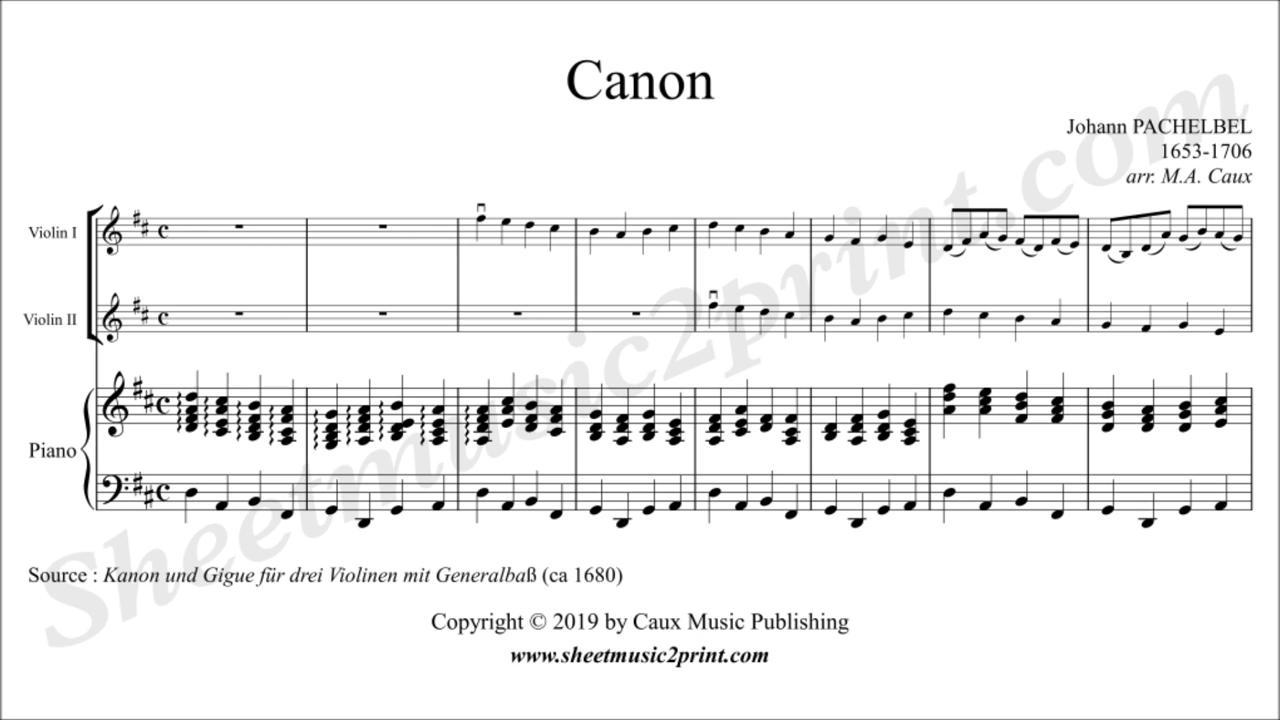 Canon
Johann PACHELBEL
1653-1706
arr. M.A. Caux
Violin I
Violin II
Piano
Source : Kanon und Gigue für drei Violinen mit Generalbaß (ca 1680)
Copyright © 2019 by Caux Music Publishing
www.sheetmusic2print.com
Sheetmusic2print.com